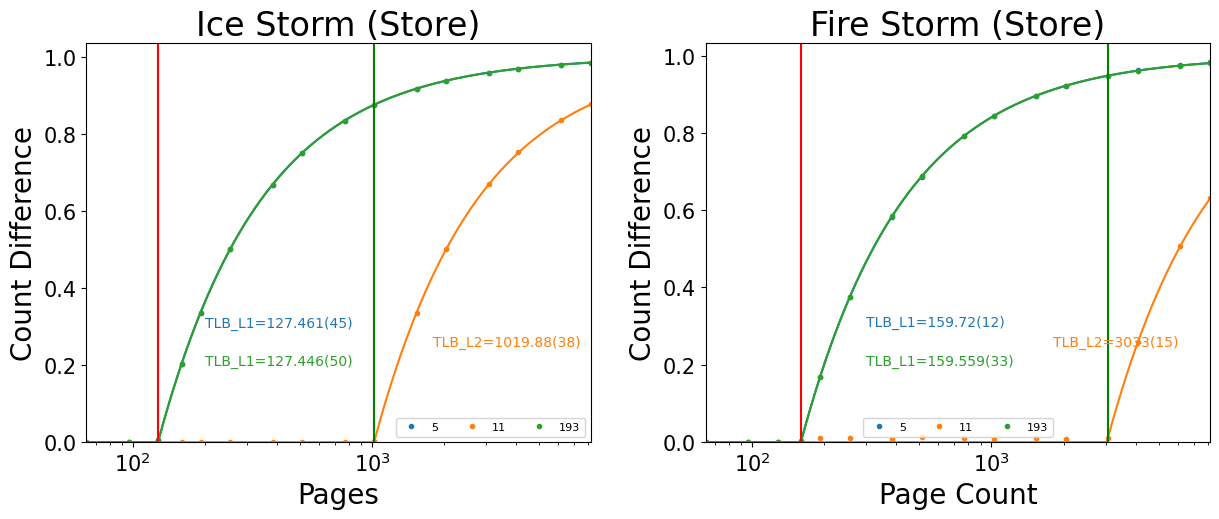 Ice Storm (Store)
Count Difference
1.0
0.8
0.6
0.4
0.2
0.0
TLB_L1=127.461(45)
TLB_L2=1019.88(38)
TLB_L1=127.446(50)
5 11 193
10² 10³
Pages
Fire Storm (Store)
Count Difference
1.0
0.8
0.6
0.4
0.2
0.0
TLB_L1=159.72(12)
TLB_L2=3033(15)
TLB_L1=159.559(33)
5 11 193
10² 10³
Page Count